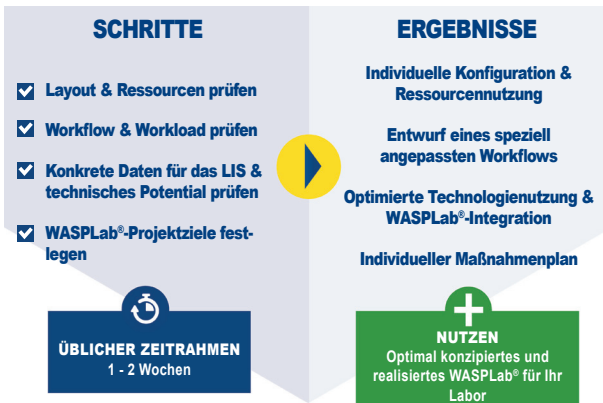 SCHRITTE
Layout & Ressourcen prüfen
Workflow & Workload prüfen
Konkrete Daten für das LIS &
technisches Potential prüfen
WASPLab®-Projektziele fest-
legen
ÜBLICHER ZEITRAHMEN
1 - 2 Wochen
ERGEBNISSE
Individuelle Konfiguration &
Ressourcennutzung
Entwurf eines speziell
angepassten Workflows
Optimierte Technologienutzung &
WASPLab®-Integration
Individueller Maßnahmenplan
NUTZEN
Optimal konzipiertes und
realisiertes WASPLab® für Ihr
Labor